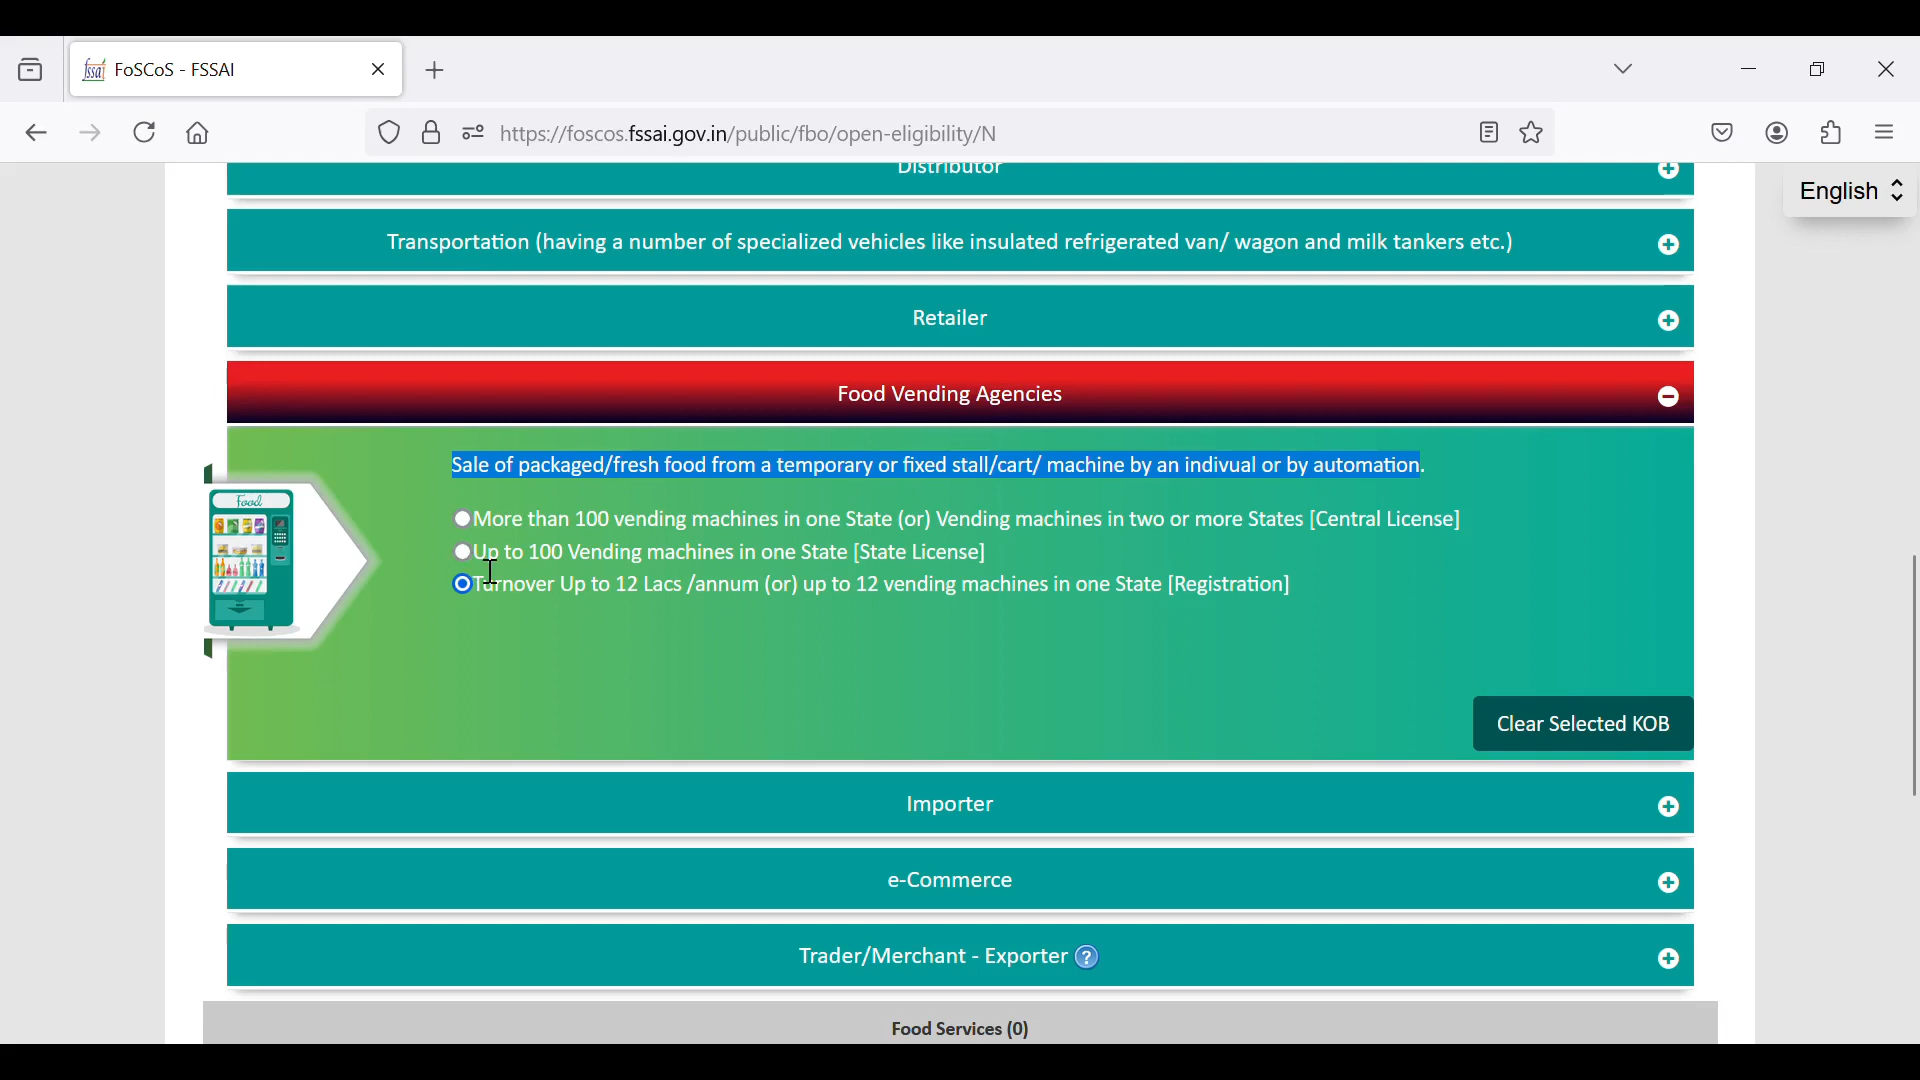 fssai FoSCoS - FSSAI
https://foscos.fssai.gov.in/public/fbo/open-eligibility/N
English
Distributor
Transportation (having a number of specialized vehicles like insulated refrigerated van/ wagon and milk tankers etc.)
Retailer
Food Vending Agencies
Sale of packaged/fresh food from a temporary or fixed stall/cart/ machine by an indivual or by automation.
Food
More than 100 vending machines in one State (or) Vending machines in two or more States [Central License]
Up to 100 Vending machines in one State [State License]
Turnover Up to 12 Lacs /annum (or) up to 12 vending machines in one State [Registration]
Clear Selected KOB
Importer
e-Commerce
Trader/Merchant - Exporter ?
Food Services (0)